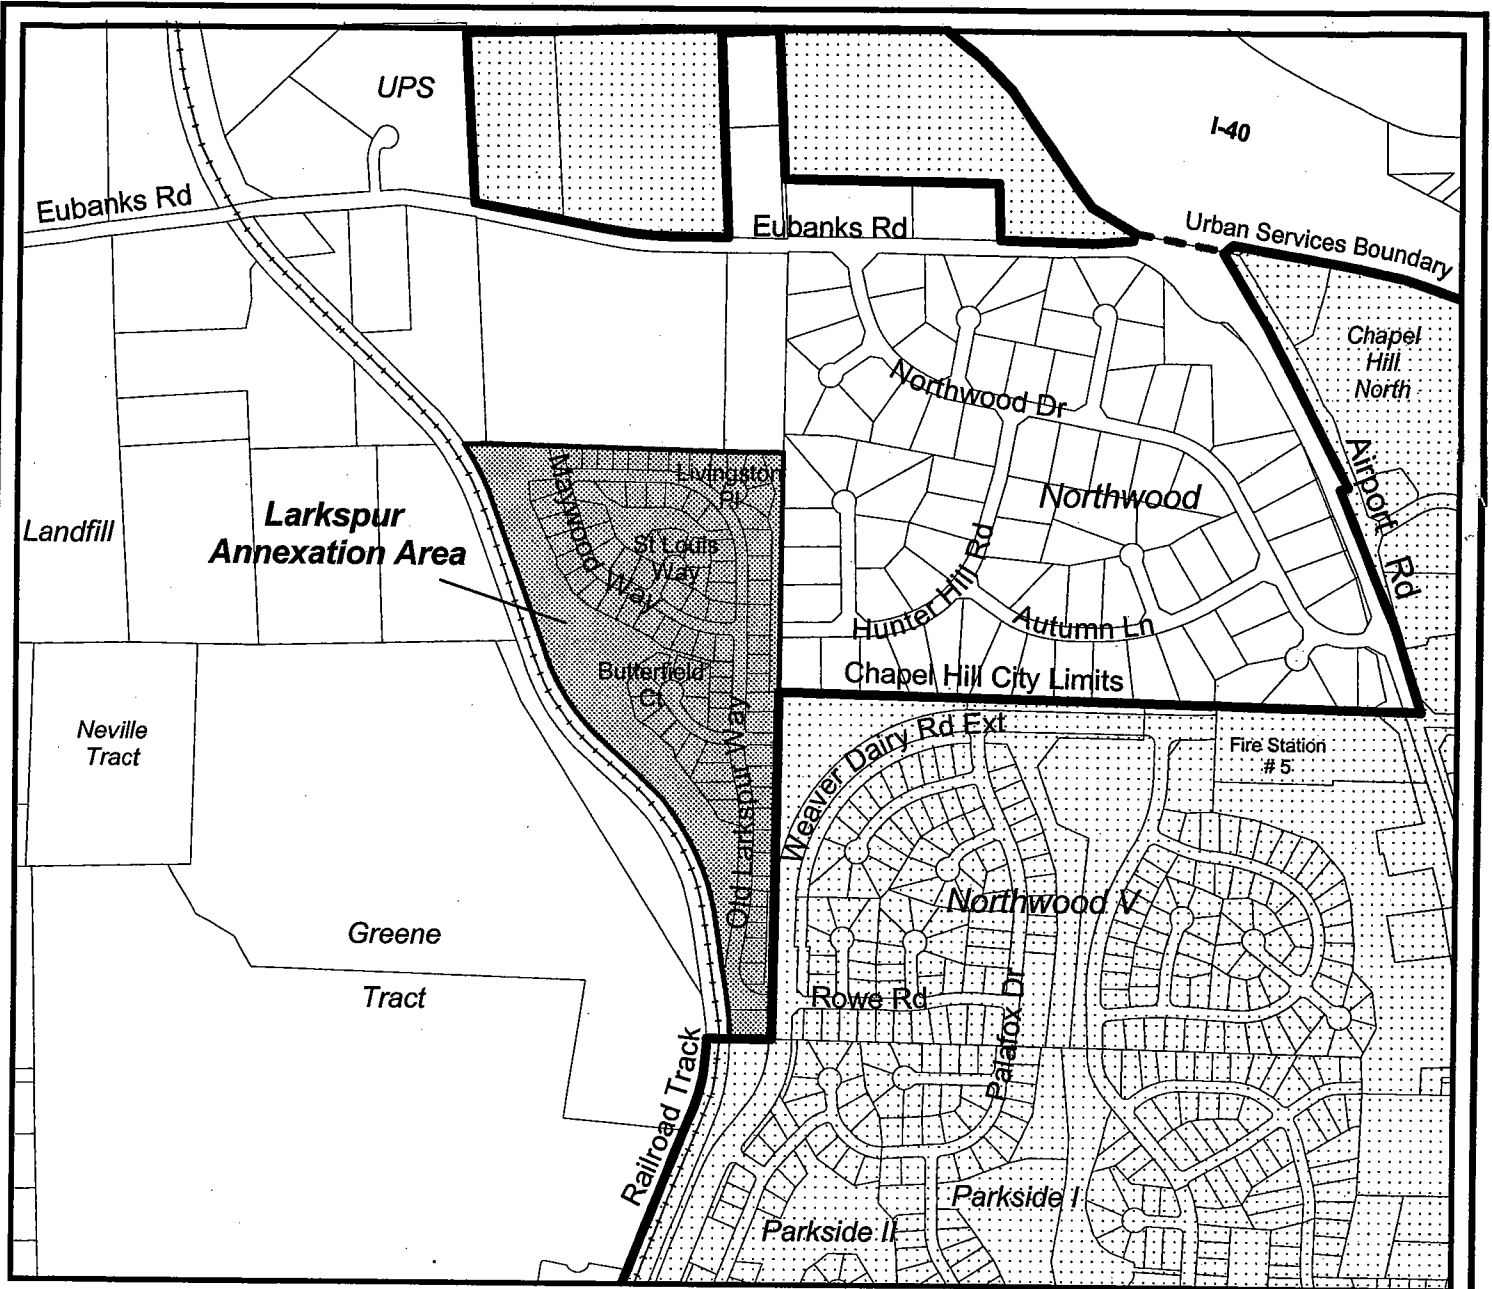 UPS
I-40
Eubanks Rd
Eubanks Rd
Urban Services Boundary
Chapel
Hill
North
Northwood Dr
Airport Rd
Livingston
Pl
Maywood Way
Northwood
Larkspur
Annexation Area
Landfill
St Louis
Way
Hunter Hill Rd
Autumn Ln
Butterfield
Ct
Chapel Hill City Limits
Neville
Tract
Old Larkspur Way
Weaver Dairy Rd Ext
Fire Station
# 5
Northwood V
Greene
Tract
Rowe Rd
Palafox Dr
Railroad Track
Parkside I
Parkside II